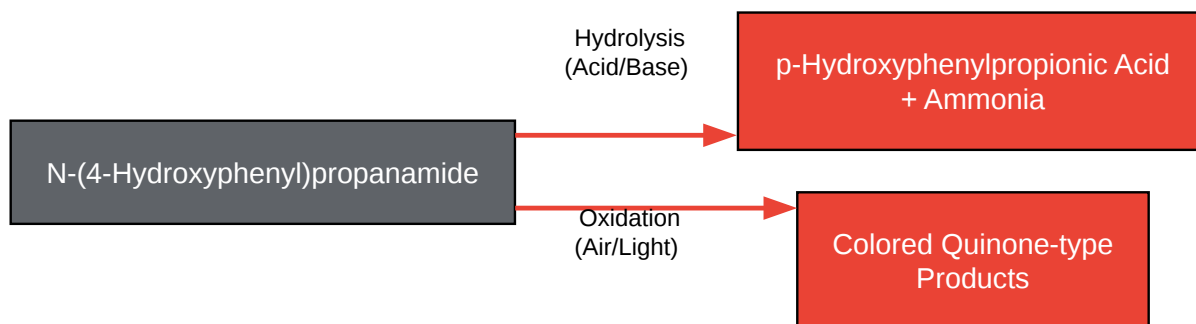 Hydrolysis
(Acid/Base)
p-Hydroxyphenylpropionic Acid
+ Ammonia
N-(4-Hydroxyphenyl)propanamide
Oxidation
(Air/Light)
Colored Quinone-type
Products